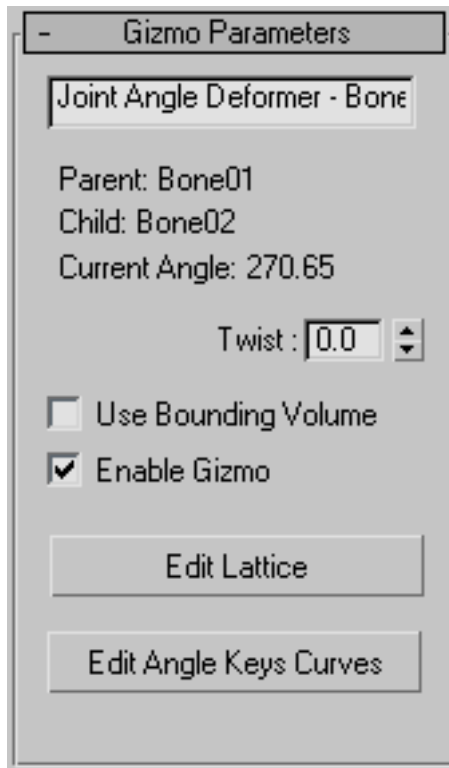 - Gizmo Parameters
Joint Angle Deformer - Bone
Parent: Bone01
Child: Bone02
Current Angle: 270.65
Twist : 0.0
Use Bounding Volume
Enable Gizmo
Edit Lattice
Edit Angle Keys Curves